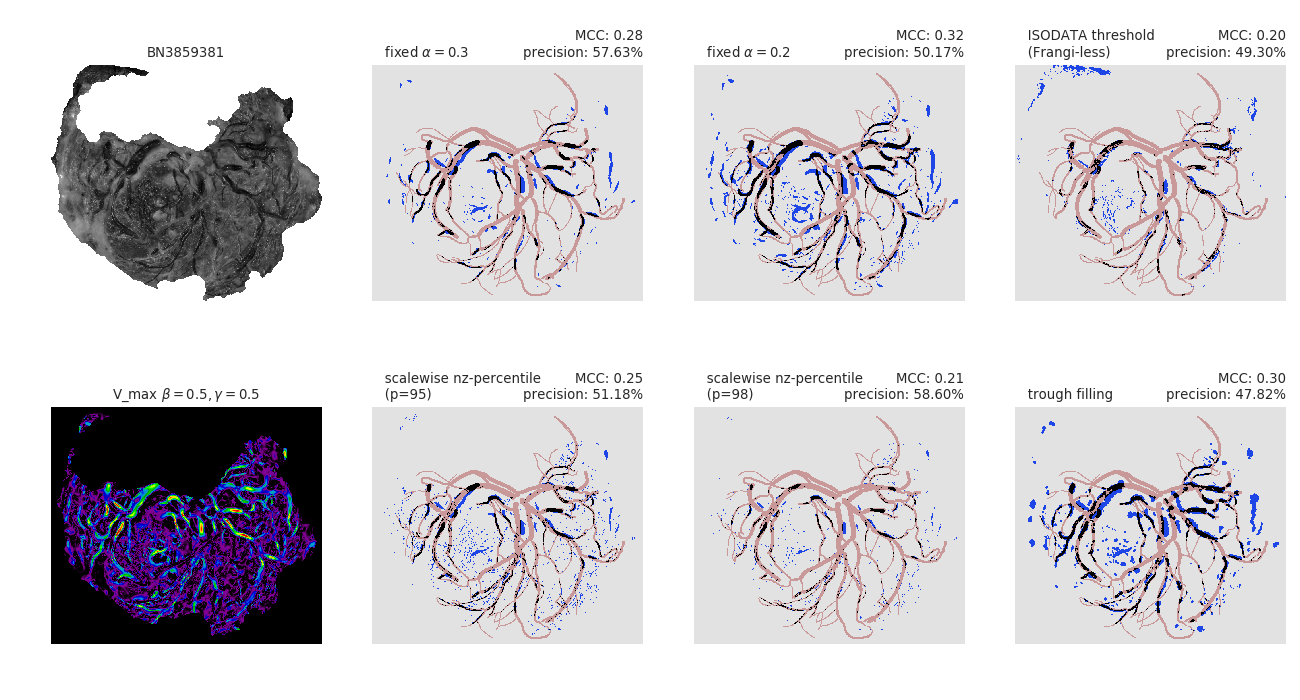 BN3859381
fixed α = 0.3
MCC: 0.28
precision: 57.63%
fixed α = 0.2
MCC: 0.32
precision: 50.17%
ISODATA threshold
(Frangi-less)
MCC: 0.20
precision: 49.30%
V_max β = 0.5, γ = 0.5
scalewise nz-percentile
(p=95)
MCC: 0.25
precision: 51.18%
scalewise nz-percentile
(p=98)
MCC: 0.21
precision: 58.60%
trough filling
MCC: 0.30
precision: 47.82%